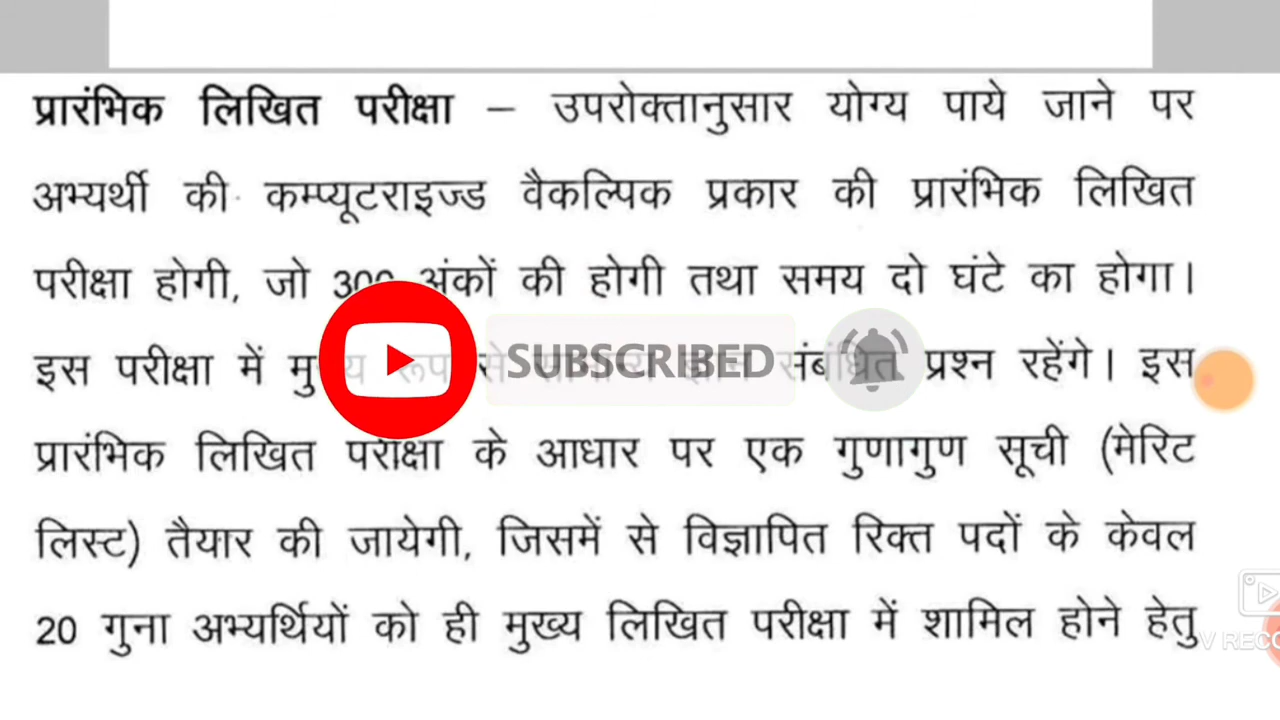 प्रारंभिक लिखित परीक्षा – उपरोक्तानुसार योग्य पाये जाने पर
अभ्यर्थी की कम्प्यूटराइज्ड वैकल्पिक प्रकार की प्रारंभिक लिखित
परीक्षा होगी, जो 300 अंकों की होगी तथा समय दो घंटे का होगा।
इस परीक्षा में मुख्य रूप से सामान्य ज्ञान संबंधित प्रश्न रहेंगे। इस
SUBSCRIBED
प्रारंभिक लिखित परीक्षा के आधार पर एक गुणागुण सूची (मेरिट
लिस्ट) तैयार की जायेगी, जिसमें से विज्ञापित रिक्त पदों के केवल
20 गुना अभ्यर्थियों को ही मुख्य लिखित परीक्षा में शामिल होने हेतु